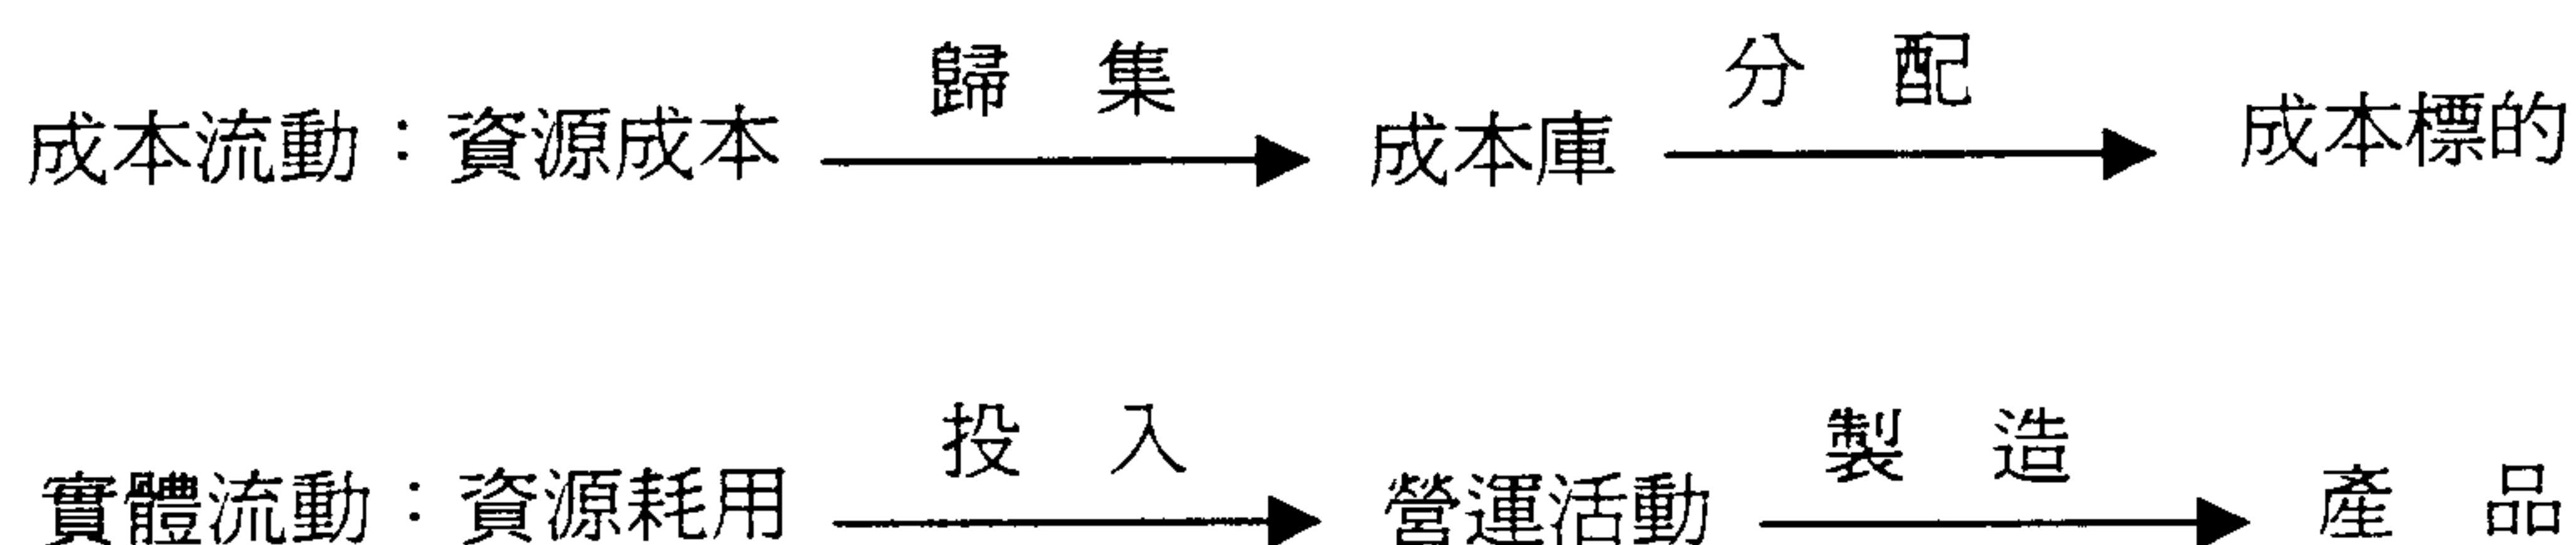 歸集 分配
成本流動：資源成本 成本庫 成本標的
投入 製造
實體流動：資源耗用 營運活動 產品